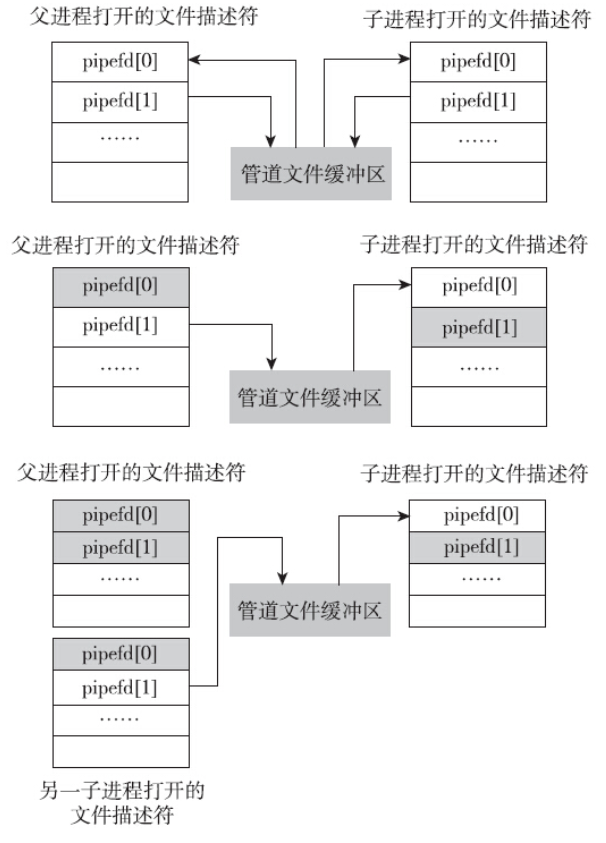 父进程打开的文件描述符
子进程打开的文件描述符
pipefd[0]
pipefd[1]
……
pipefd[0]
pipefd[1]
……
管道文件缓冲区
父进程打开的文件描述符
子进程打开的文件描述符
pipefd[0]
pipefd[1]
……
pipefd[0]
pipefd[1]
……
管道文件缓冲区
父进程打开的文件描述符
子进程打开的文件描述符
pipefd[0]
pipefd[1]
……
pipefd[0]
pipefd[1]
……
管道文件缓冲区
pipefd[0]
pipefd[1]
……
另一子进程打开的
文件描述符